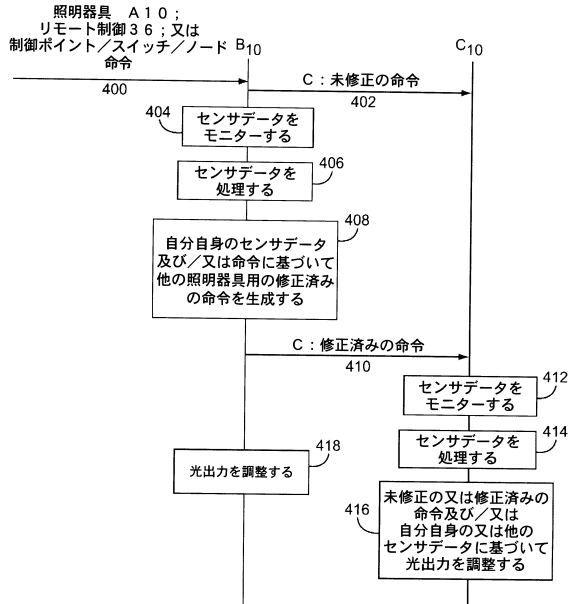 照明器具 A10;
リモート制御36;又は
制御ポイント/スイッチ/ノード
命令
400
B10
C10
C:未修正の命令
402
404
センサデータを
モニターする
406
センサデータを
処理する
408
自分自身のセンサデータ
及び/又は命令に基づいて
他の照明器具用の修正済み
の命令を生成する
C:修正済みの命令
410
412
センサデータを
モニターする
414
センサデータを
処理する
418
光出力を調整する
416
未修正の又は修正済みの
命令及び/又は
自分自身の又は他の
センサデータに基づいて
光出力を調整する